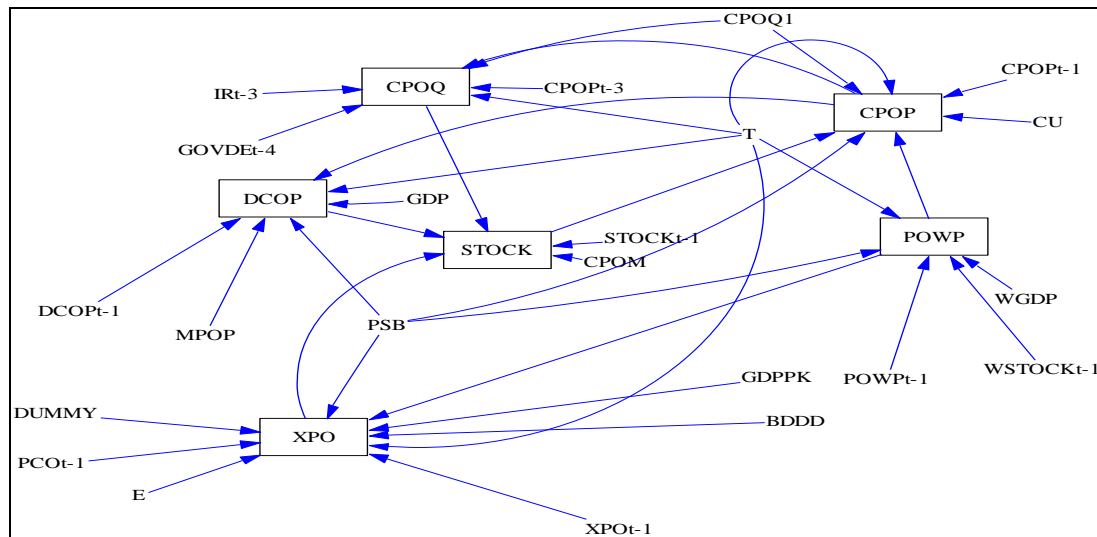 CPOQ1
CPOQ
CPOPt-1
IRt-3
CPOPt-3
CPOP
CU
T
GOVDEt-4
DCOP
GDP
STOCKt-1
POWP
STOCK
CPOM
WGDP
DCOPt-1
PSB
MPOP
WSTOCKt-1
GDPPK
POWPt-1
DUMMY
BDDD
XPO
PCOt-1
E
XPOt-1